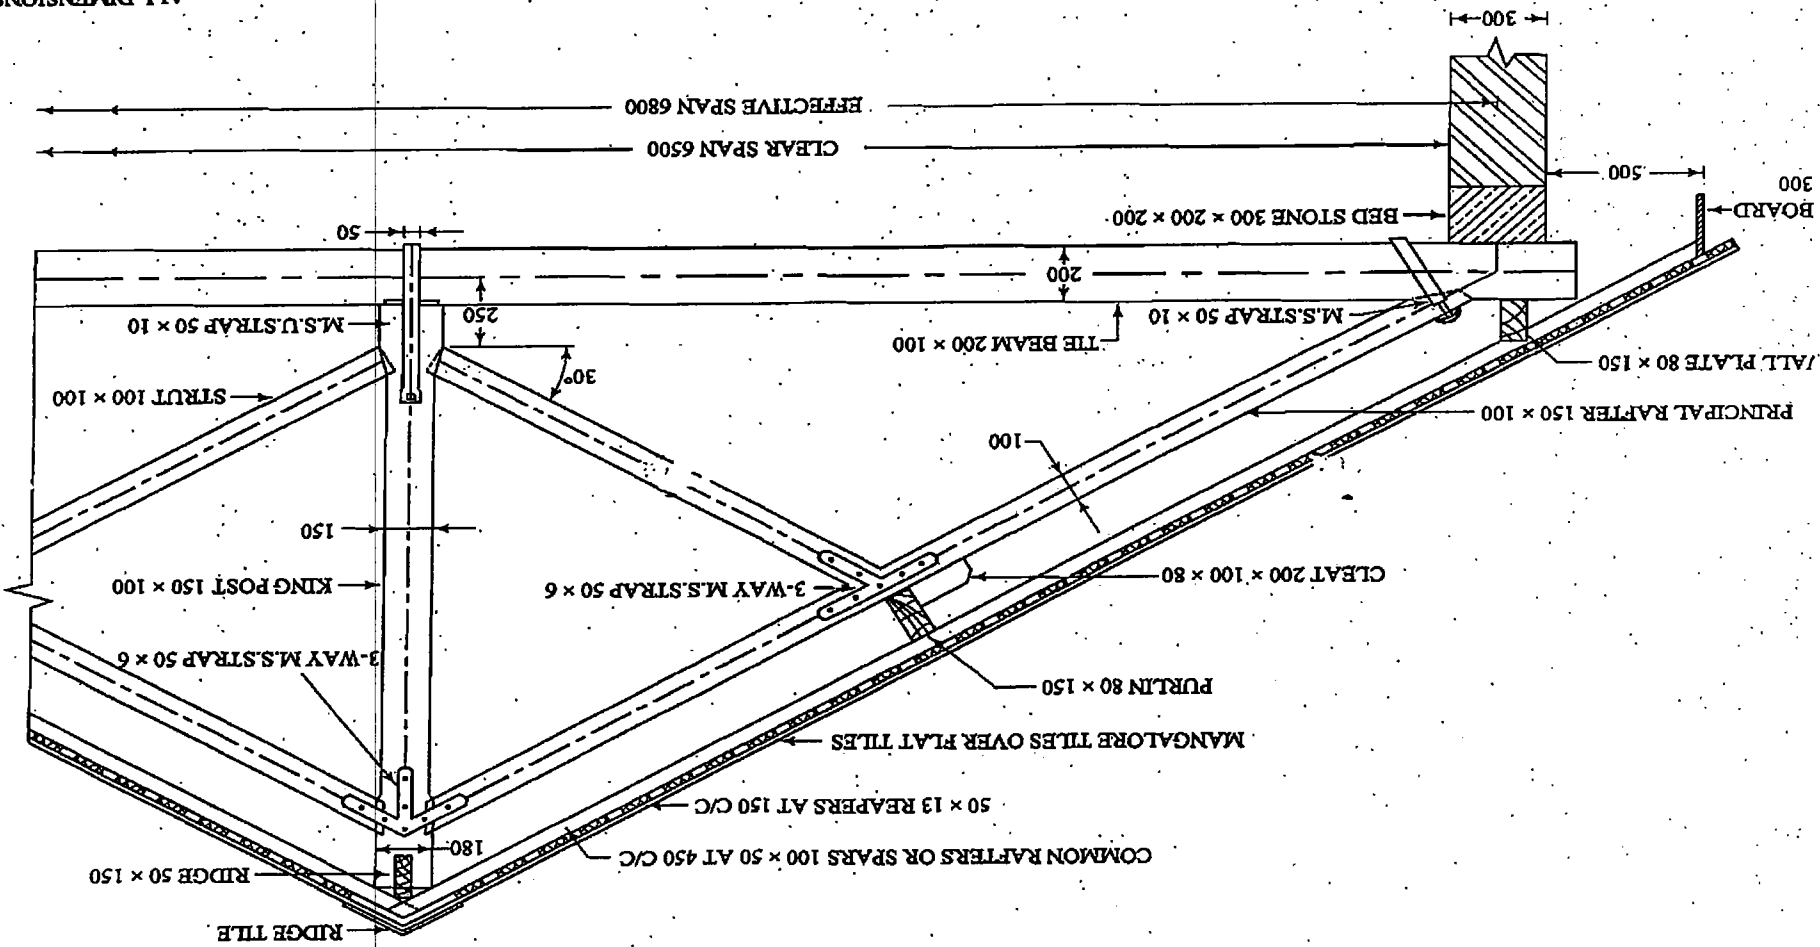 RIDGE TILE
RIDGE 50 × 150
COMMON RAFTERS OR SPARS 100 × 50 AT 450 C/C
180
50 × 13 REAPERS AT 150 C/C
MANGALORE TILES OVER FLAT TILES
PURLIN 80 × 150
3-WAY M.S.STRAP 50 × 6
3-WAY M.S.STRAP 50 × 6
CLEAT 200 × 100 × 80
KING POST 150 × 100
150
100
PRINCIPAL RAFTER 150 × 100
STRUT 100 × 100
30°
ALL PLATE 80 × 150
TIE BEAM 200 × 100
M.S.STRAP 50 × 10
M.S.U.STRAP 50 × 10
250
200
50
BED STONE 300 × 200 × 200
BOARD
300
500
CLEAR SPAN 6500
EFFECTIVE SPAN 6800
300
ALL DIMENSIONS